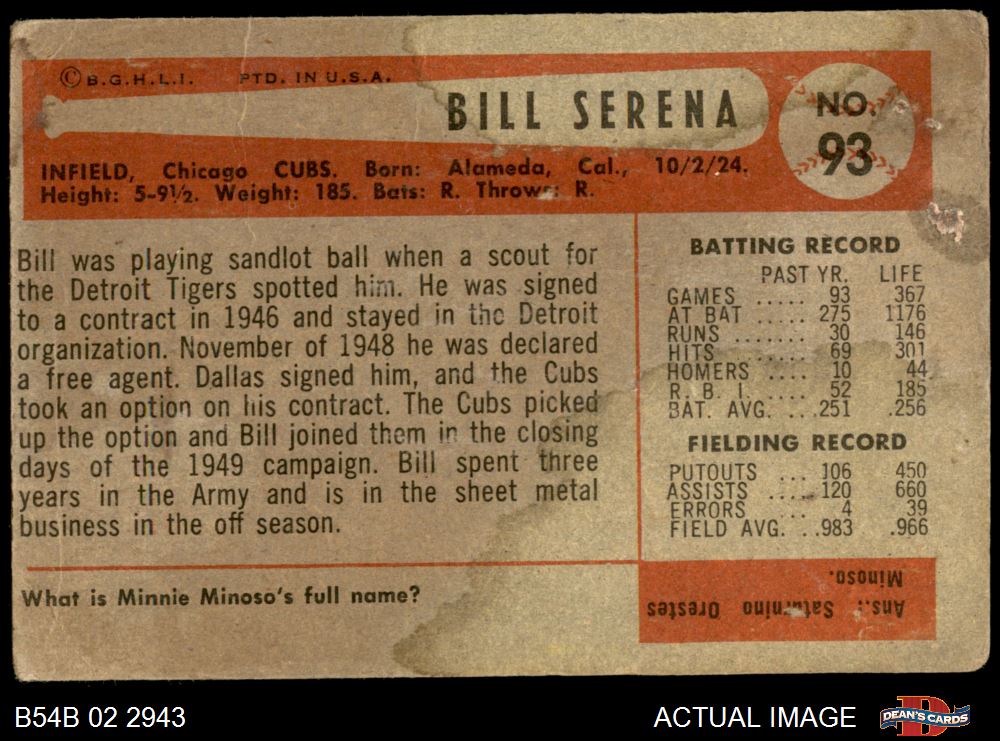 © B.G.H.L.I. PTD. IN U.S.A.
BILL SERENA
NO.
93
INFIELD, Chicago CUBS. Born: Alameda, Cal., 10/2/24.
Height: 5-9½. Weight: 185. Bats: R. Throws: R.
Bill was playing sandlot ball when a scout for
the Detroit Tigers spotted him. He was signed
to a contract in 1946 and stayed in the Detroit
organization. November of 1948 he was declared
a free agent. Dallas signed him, and the Cubs
took an option on his contract. The Cubs picked
up the option and Bill joined them in the closing
days of the 1949 campaign. Bill spent three
years in the Army and is in the sheet metal
business in the off season.
What is Minnie Minoso's full name?
BATTING RECORD
PAST YR. LIFE
GAMES ..... 93 367
AT BAT ..... 275 1176
RUNS ....... 30 146
HITS ....... 69 301
HOMERS .... 10 44
R. B. I. ..... 52 185
BAT. AVG. ...251 .256
FIELDING RECORD
PUTOUTS ... 106 450
ASSISTS .... 120 660
ERRORS ... 4 39
FIELD AVG. ..983 .966
Ans.: Saturnino Orestes
Minoso.
B54B 02 2943
ACTUAL IMAGE
DEAN'S CARDS